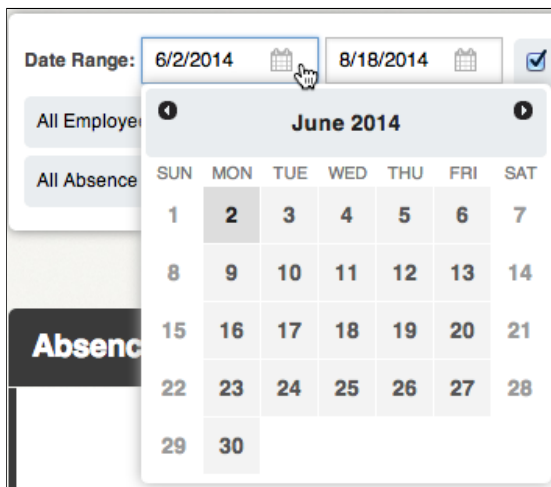 Date Range: 6/2/2014 8/18/2014
All Employe
June 2014
All Absence
SUN MON TUE WED THU FRI SAT
1 2 3 4 5 6 7
8 9 10 11 12 13 14
15 16 17 18 19 20 21
Absenc
22 23 24 25 26 27 28
29 30